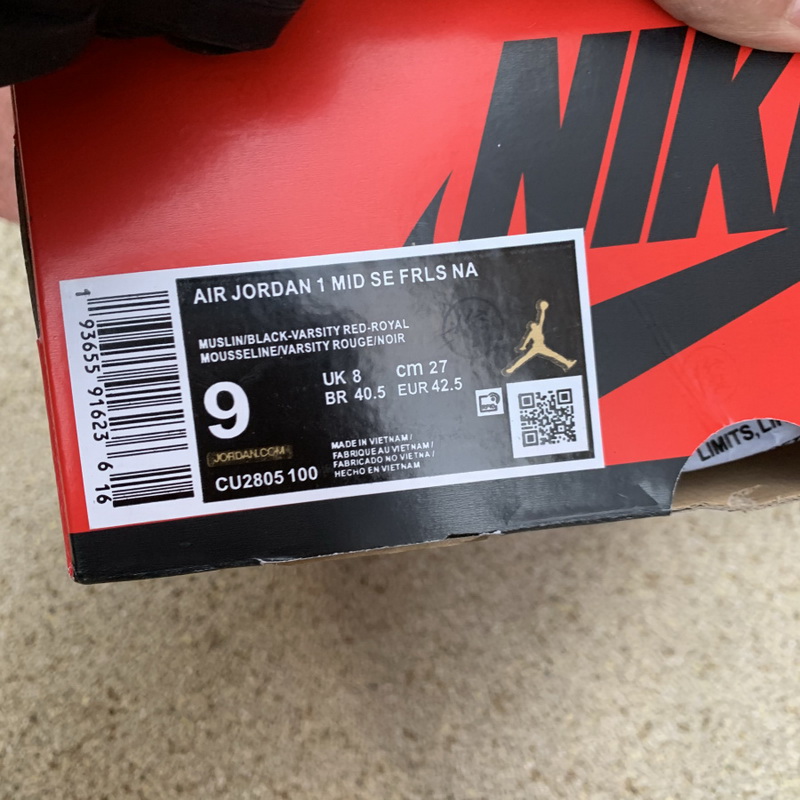 NIK
AIR JORDAN 1 MID SE FRLS NA
MUSLIN/BLACK-VARSITY RED-ROYAL
MOUSSELINE/VARSITY ROUGE/NOIR
9
UK 8 cm 27
BR 40.5 EUR 42.5
JORDAN.COM
MADE IN VIETNAM /
FABRIQUE AU VIETNAM /
FABRICADO NO VIETNA /
HECHO EN VIETNAM
CU2805 100
1 93655 91623 6 16
LIMITS, LI